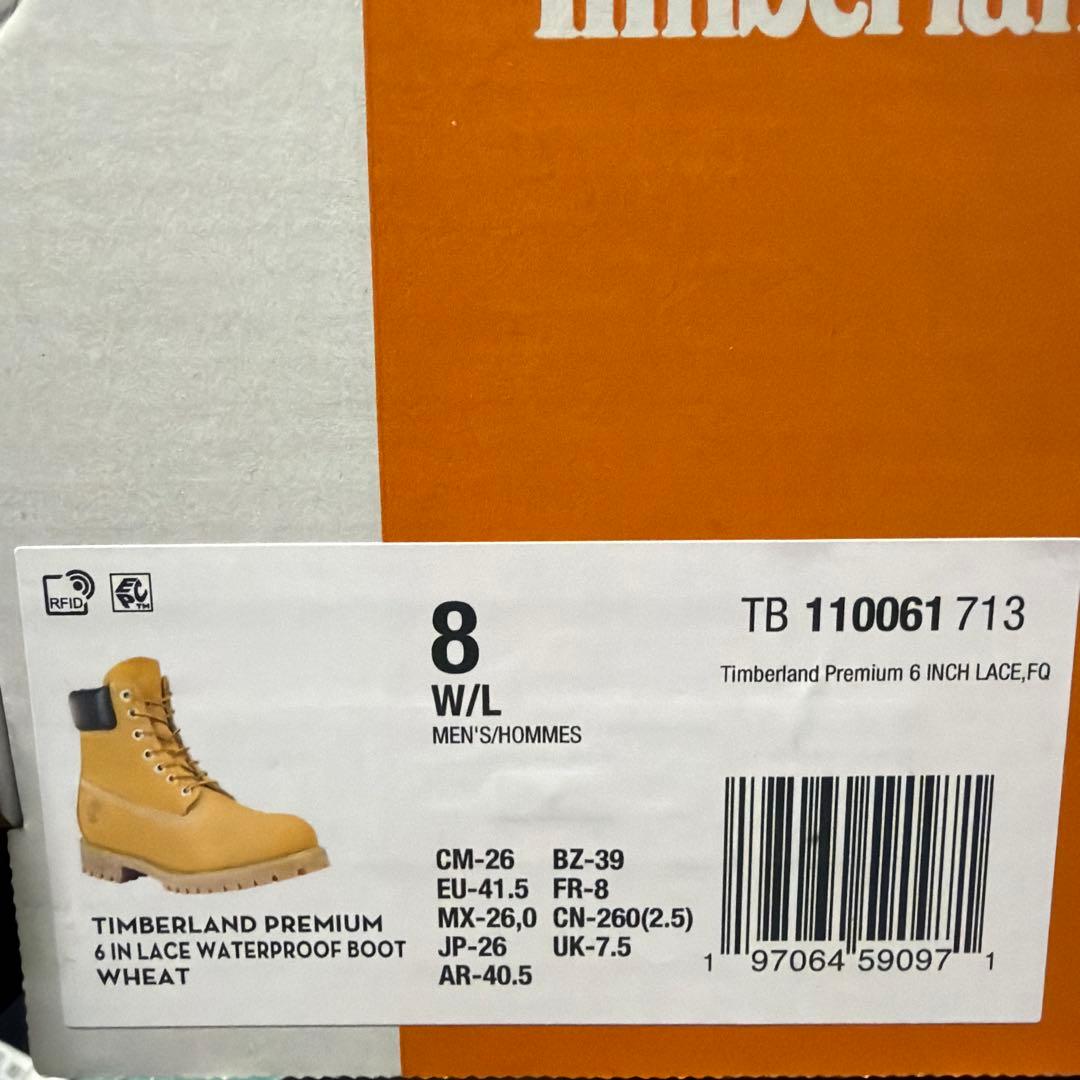 Timberlan
RFID
EPC™
8
W/L
MEN'S/HOMMES
TB 110061 713
Timberland Premium 6 INCH LACE,FQ
CM-26 BZ-39
EU-41.5 FR-8
MX-26,0 CN-260(2.5)
JP-26 UK-7.5
AR-40.5
TIMBERLAND PREMIUM
6 IN LACE WATERPROOF BOOT
WHEAT
1 97064 59097 1